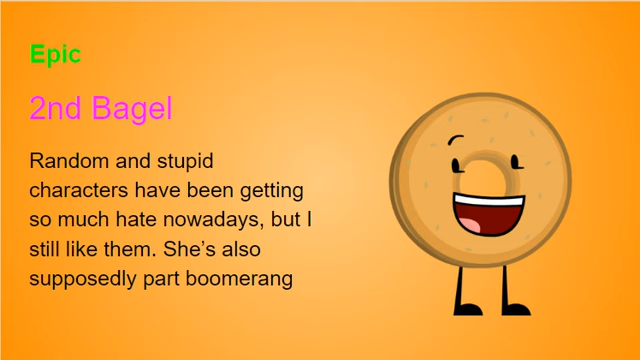 Epic
2nd Bagel
Random and stupid
characters have been getting
so much hate nowadays, but I
still like them. She’s also
supposedly part boomerang